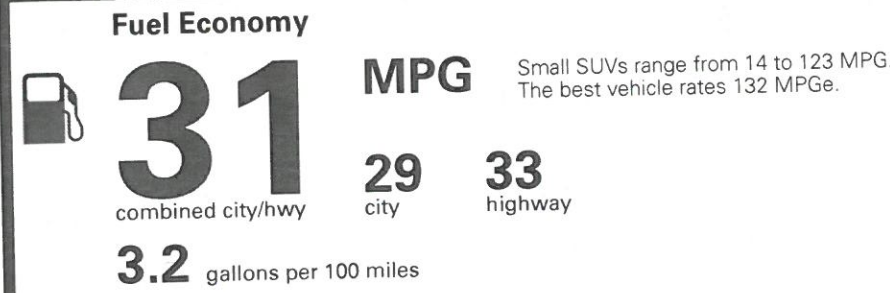 Fuel Economy
31 MPG
Small SUVs range from 14 to 123 MPG.
The best vehicle rates 132 MPGe.
combined city/hwy
29
city
33
highway
3.2 gallons per 100 miles